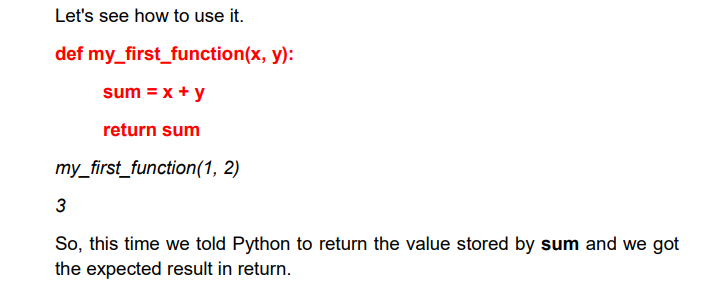 Let's see how to use it.
def my_first_function(x, y):
sum = x + y
return sum
my_first_function(1, 2)
3
So, this time we told Python to return the value stored by sum and we got
the expected result in return.